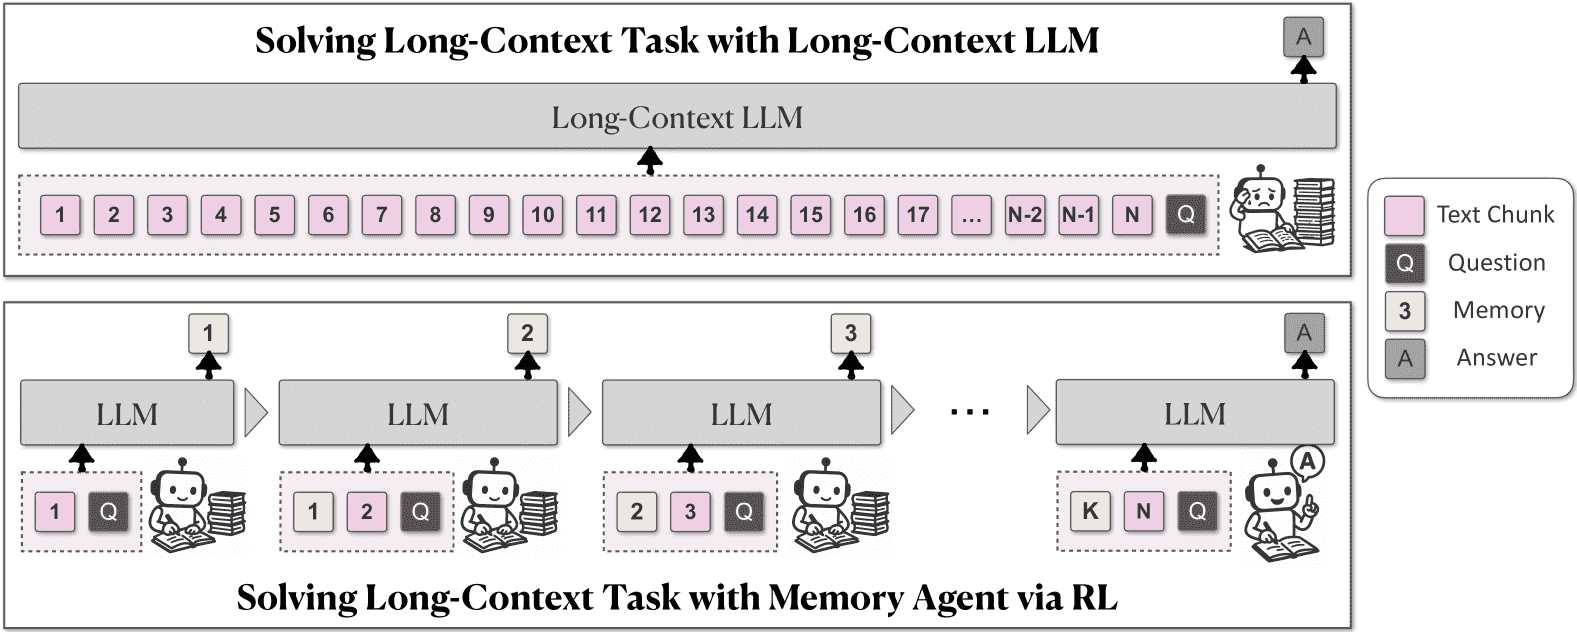 Solving Long-Context Task with Long-Context LLM
A
Long-Context LLM
1 2 3 4 5 6 7 8 9 10 11 12 13 14 15 16 17 ... N-2 N-1 N Q
1 2 3 A
LLM LLM LLM ... LLM
A
1 Q 1 2 Q 2 3 Q K N Q
Solving Long-Context Task with Memory Agent via RL
Text Chunk
Q Question
3 Memory
A Answer